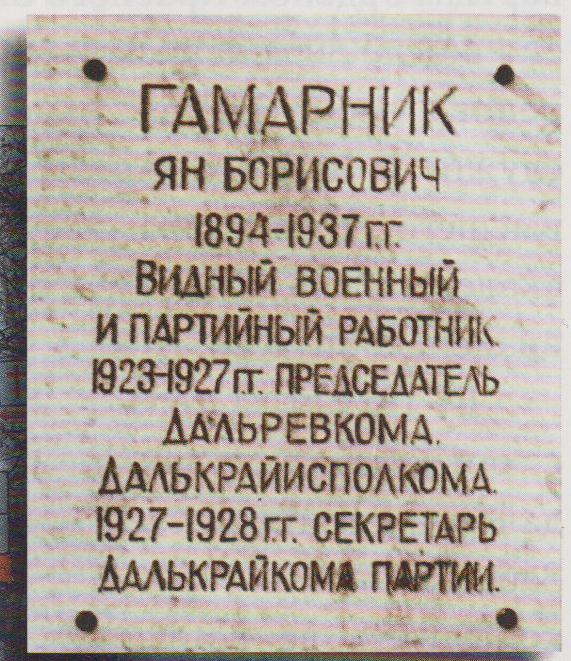 ГАМАРНИК
ЯН БОРИСОВИЧ
1894-1937 г.г.
ВИДНЫЙ ВОЕННЫЙ
И ПАРТИЙНЫЙ РАБОТНИК.
1923-1927 г.г. ПРЕДСЕДАТЕЛЬ
ДАЛЬРЕВКОМА.
ДАЛЬКРАЙИСПОЛКОМА.
1927-1928 г.г. СЕКРЕТАРЬ
ДАЛЬКРАЙКОМА ПАРТИИ.